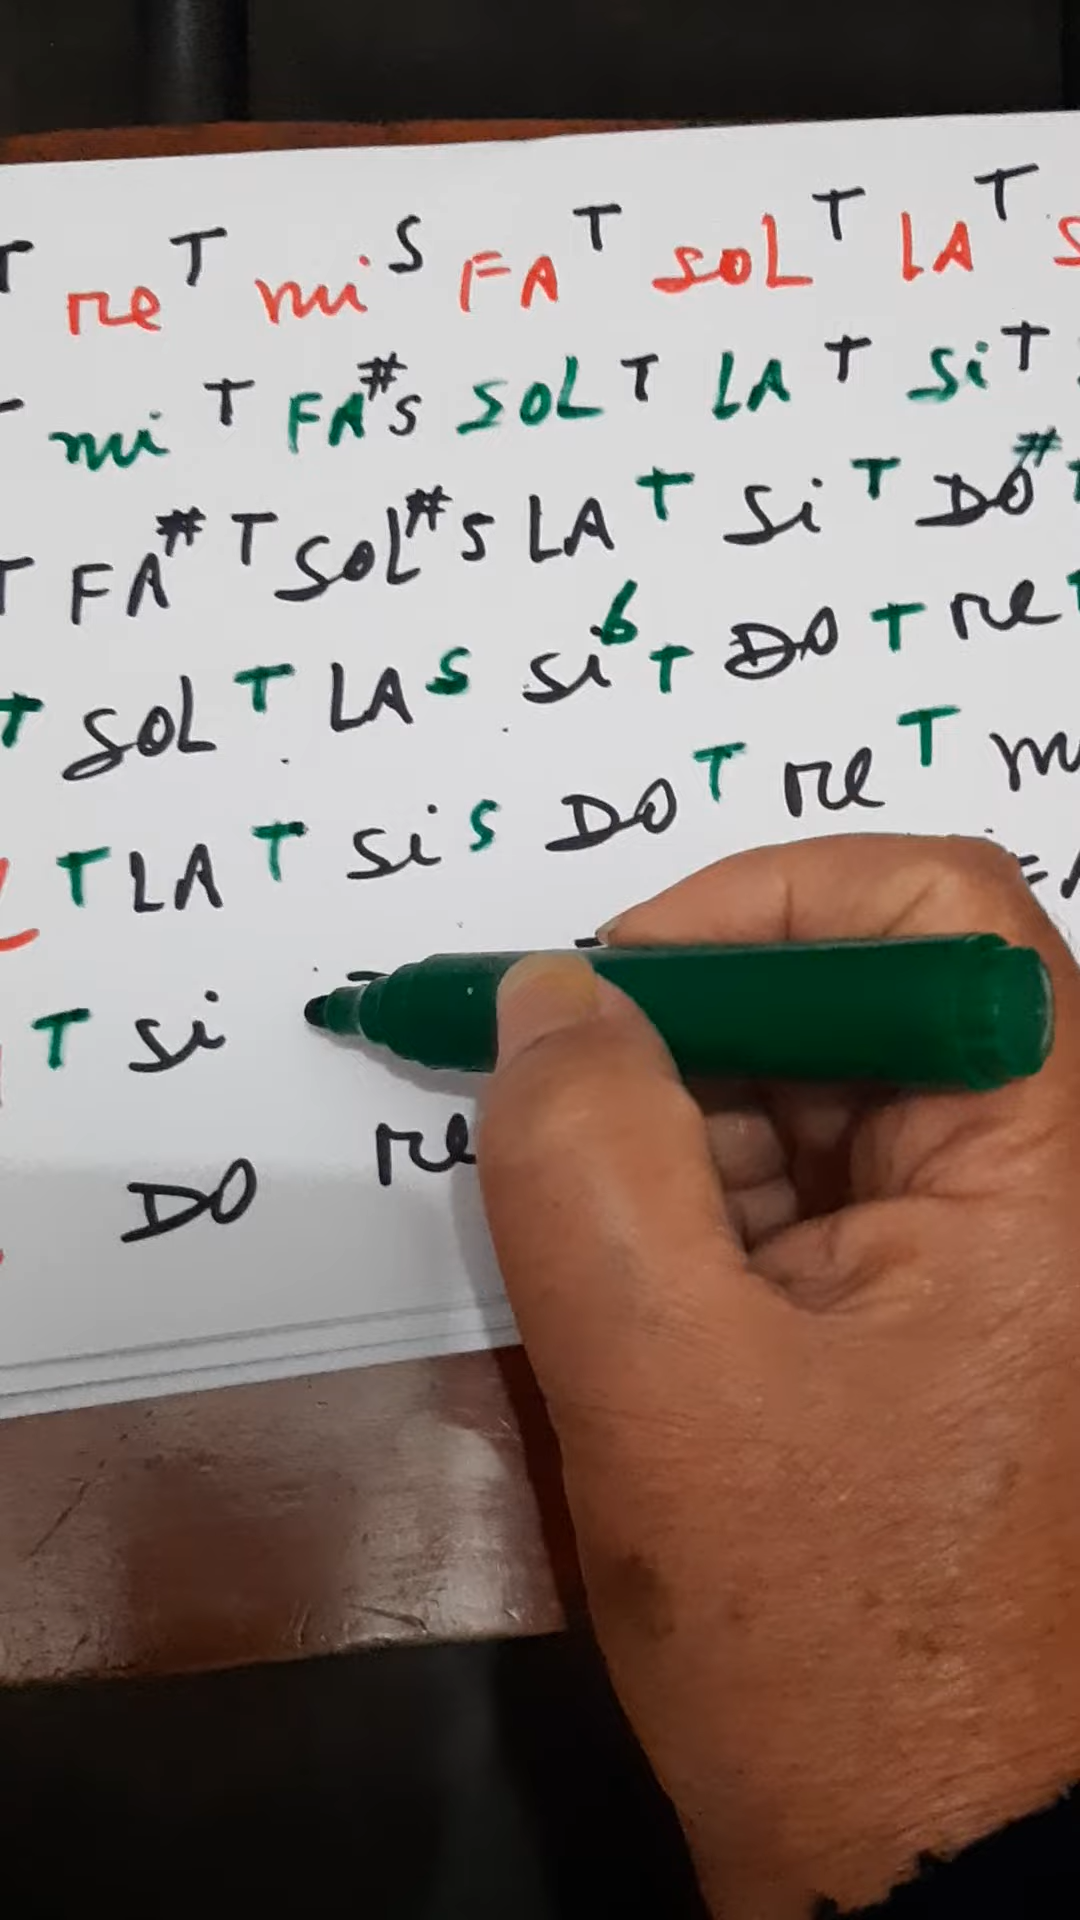 T re T mi S FA T SOL T LA T S
mi T FA# S SOL T LA T Si T
T FA# T SOL# S LA T Si T DO# T
T SOL T LA S Sib T DO T re T
T LA T Si S DO T re T m
T Si
DO re